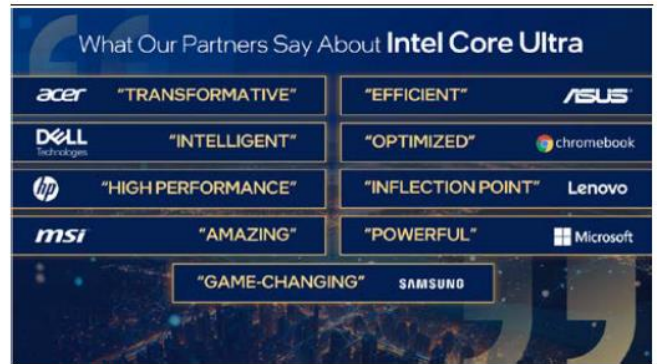 What Our Partners Say About Intel Core Ultra
acer "TRANSFORMATIVE"
"EFFICIENT" ASUS
DELL Technologies "INTELLIGENT"
"OPTIMIZED" chromebook
hp "HIGH PERFORMANCE"
"INFLECTION POINT" Lenovo
msi "AMAZING"
"POWERFUL" Microsoft
"GAME-CHANGING" SAMSUNG